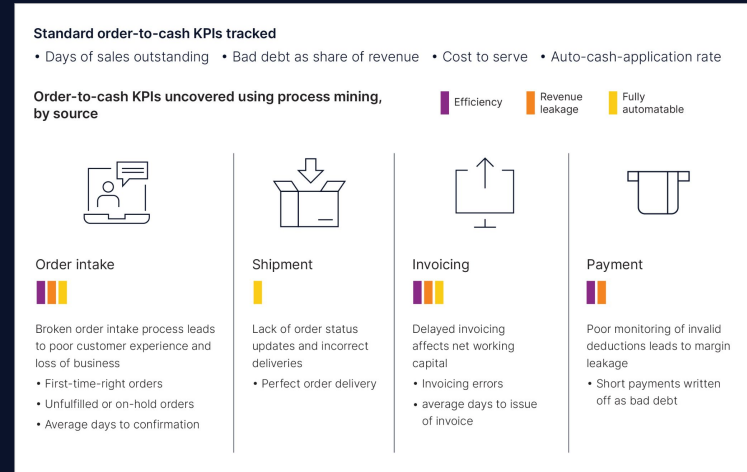 Standard order-to-cash KPIs tracked
• Days of sales outstanding • Bad debt as share of revenue • Cost to serve • Auto-cash-application rate
Order-to-cash KPIs uncovered using process mining,
by source
Efficiency
Revenue
leakage
Fully
automatable
Order intake
Broken order intake process leads
to poor customer experience and
loss of business
• First-time-right orders
• Unfulfilled or on-hold orders
• Average days to confirmation
Shipment
Lack of order status
updates and incorrect
deliveries
• Perfect order delivery
Invoicing
Delayed invoicing
affects net working
capital
• Invoicing errors
• average days to issue
of invoice
Payment
Poor monitoring of invalid
deductions leads to margin
leakage
• Short payments written
off as bad debt